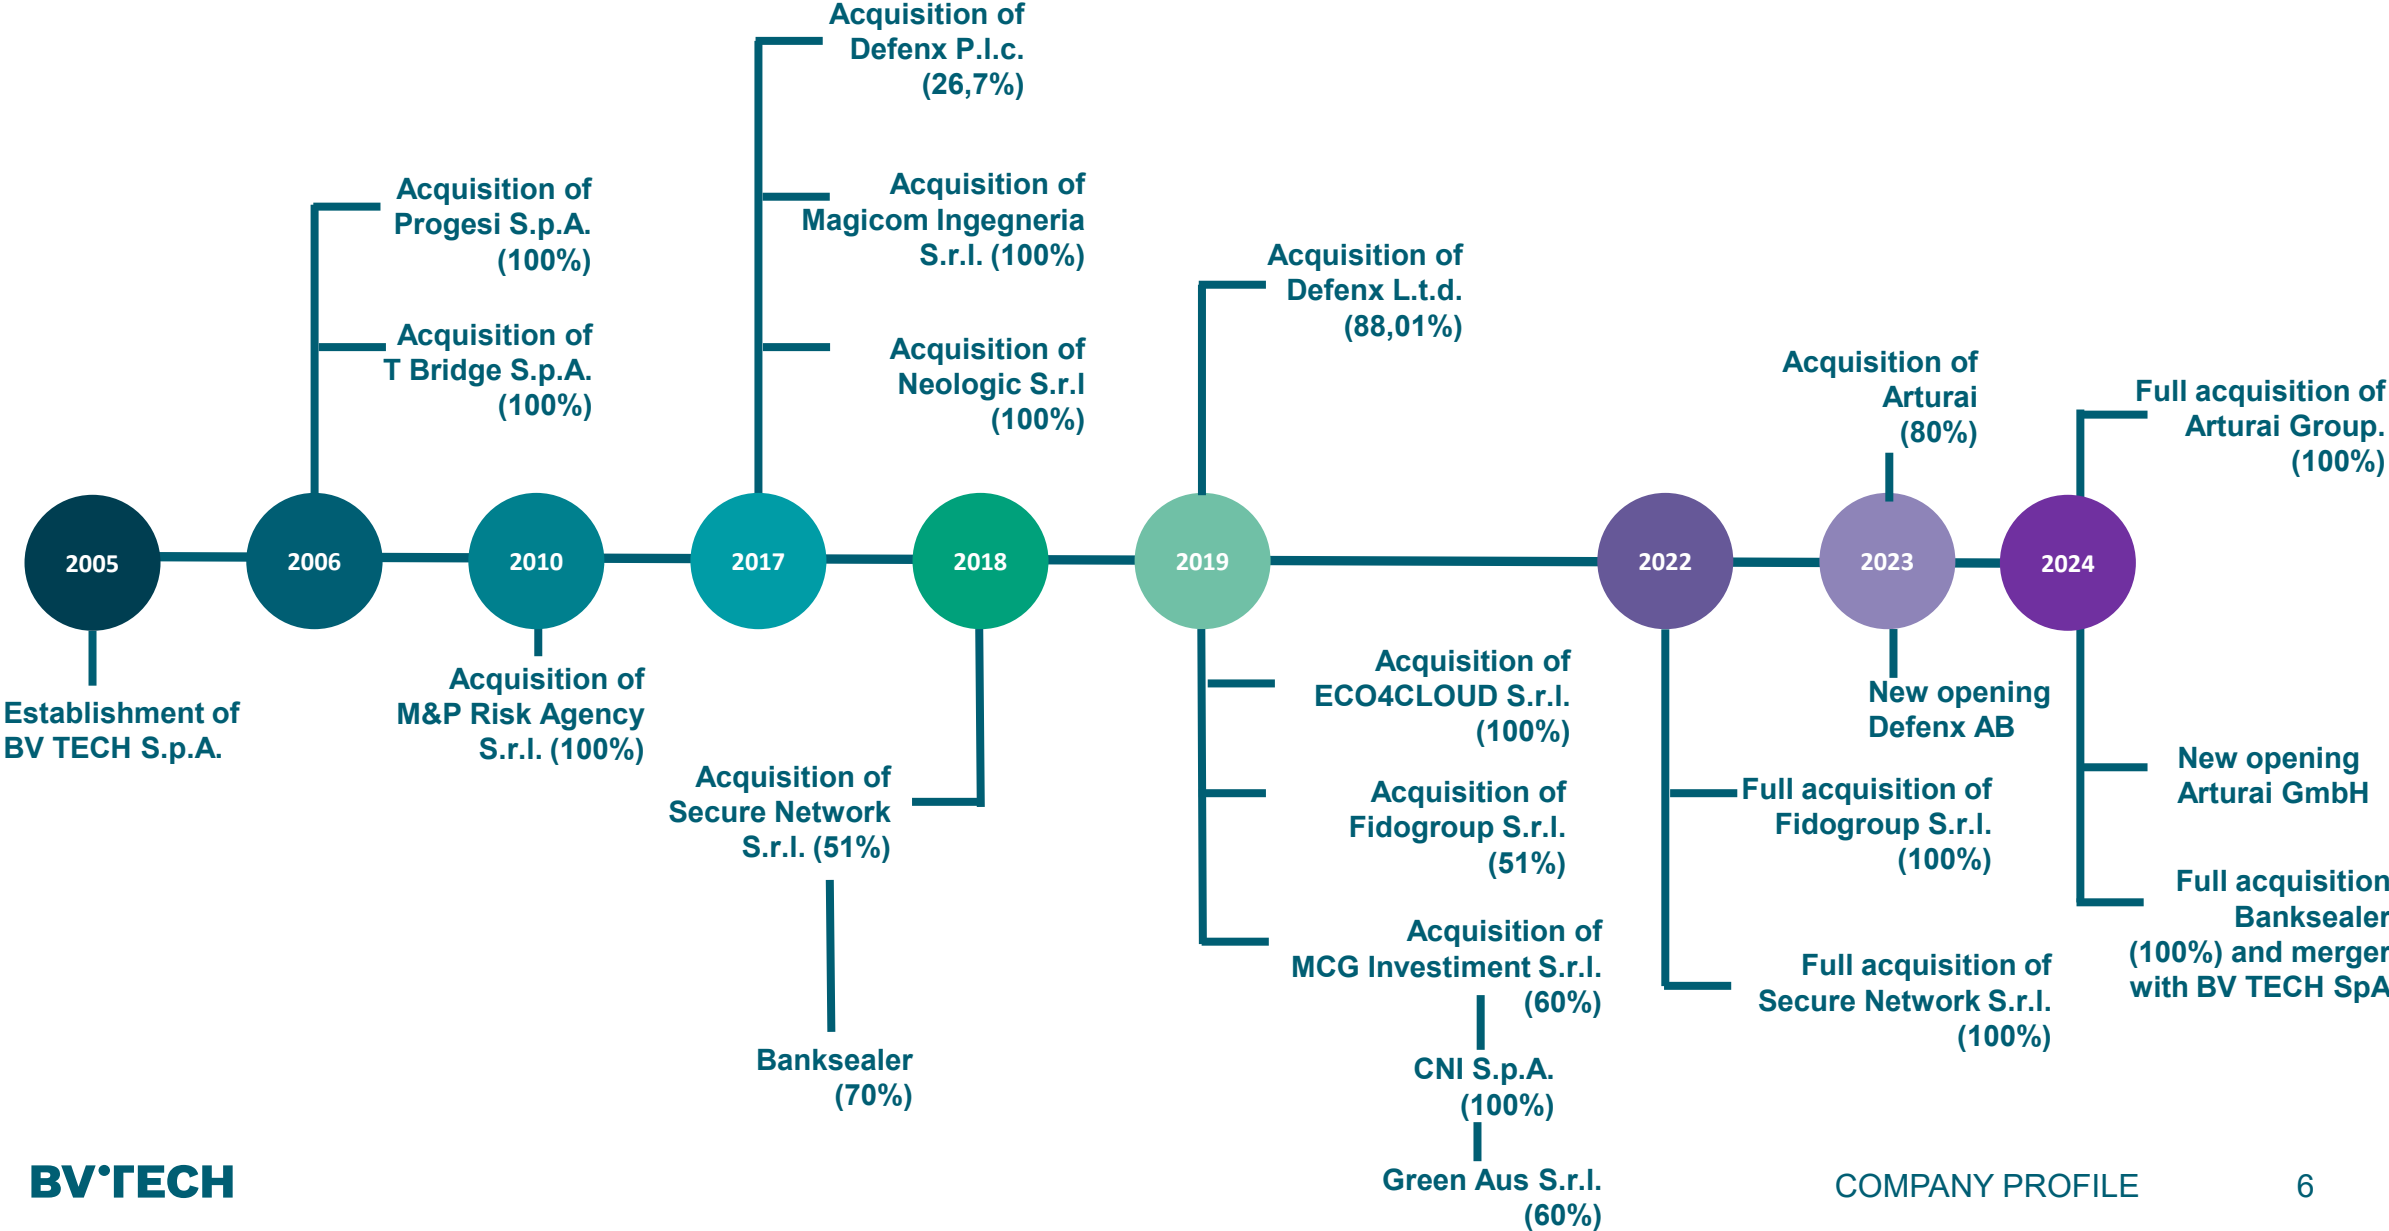 Acquisition of
Defenx P.l.c.
(26,7%)
Acquisition of
Progesi S.p.A.
(100%)
Acquisition of
Magicom Ingegneria
S.r.l. (100%)
Acquisition of
Defenx L.t.d.
(88,01%)
Acquisition of
T Bridge S.p.A.
(100%)
Acquisition of
Neologic S.r.l
(100%)
Acquisition of
Arturai
(80%)
Full acquisition of
Arturai Group.
(100%)
2005
2006
2010
2017
2018
2019
2022
2023
2024
Establishment of
BV TECH S.p.A.
Acquisition of
M&P Risk Agency
S.r.l. (100%)
Acquisition of
Secure Network
S.r.l. (51%)
Banksealer
(70%)
Acquisition of
ECO4CLOUD S.r.l.
(100%)
Acquisition of
Fidogroup S.r.l.
(51%)
Acquisition of
MCG Investiment S.r.l.
(60%)
CNI S.p.A.
(100%)
Green Aus S.r.l.
(60%)
New opening
Defenx AB
Full acquisition of
Fidogroup S.r.l.
(100%)
Full acquisition of
Secure Network S.r.l.
(100%)
New opening
Arturai GmbH
Full acquisition
Banksealer
(100%) and merger
with BV TECH SpA
BV TECH
COMPANY PROFILE
6